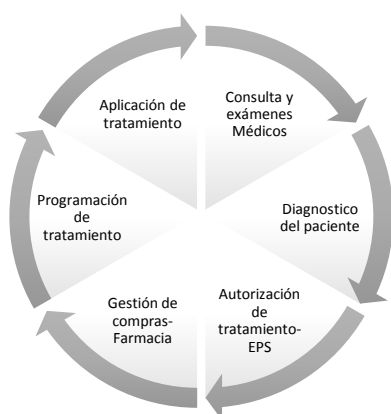 Consulta y
exámenes
Médicos
Diagnostico
del paciente
Autorización
de
tratamiento-
EPS
Gestión de
compras-
Farmacia
Programación
de
tratamiento
Aplicación de
tratamiento